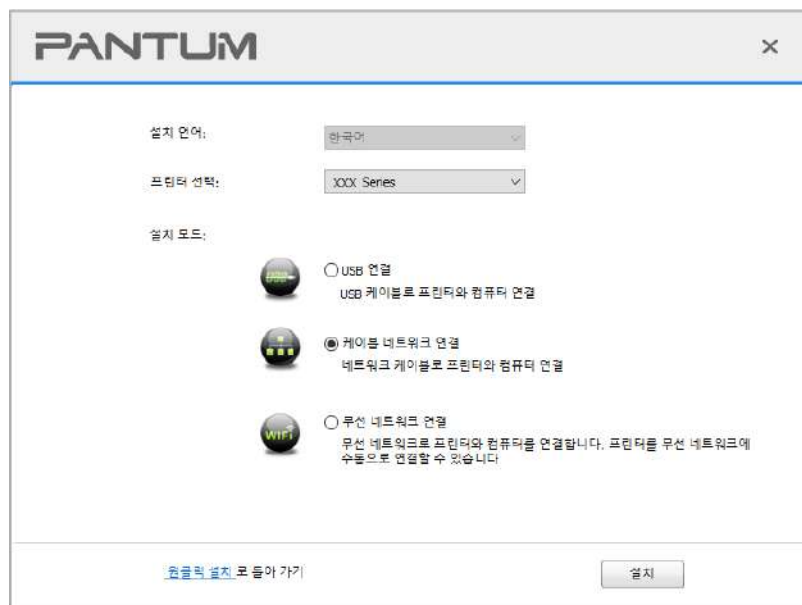 PANTUM
설치 언어:
한국어
프린터 선택:
XXX Series
설치 모드:
USB 연결
USB 케이블로 프린터와 컴퓨터 연결
케이블 네트워크 연결
네트워크 케이블로 프린터와 컴퓨터 연결
WiFi
무선 네트워크 연결
무선 네트워크로 프린터와 컴퓨터를 연결합니다. 프린터를 무선 네트워크에
수동으로 연결할 수 있습니다
원클릭 설치 로 돌아 가기
설치